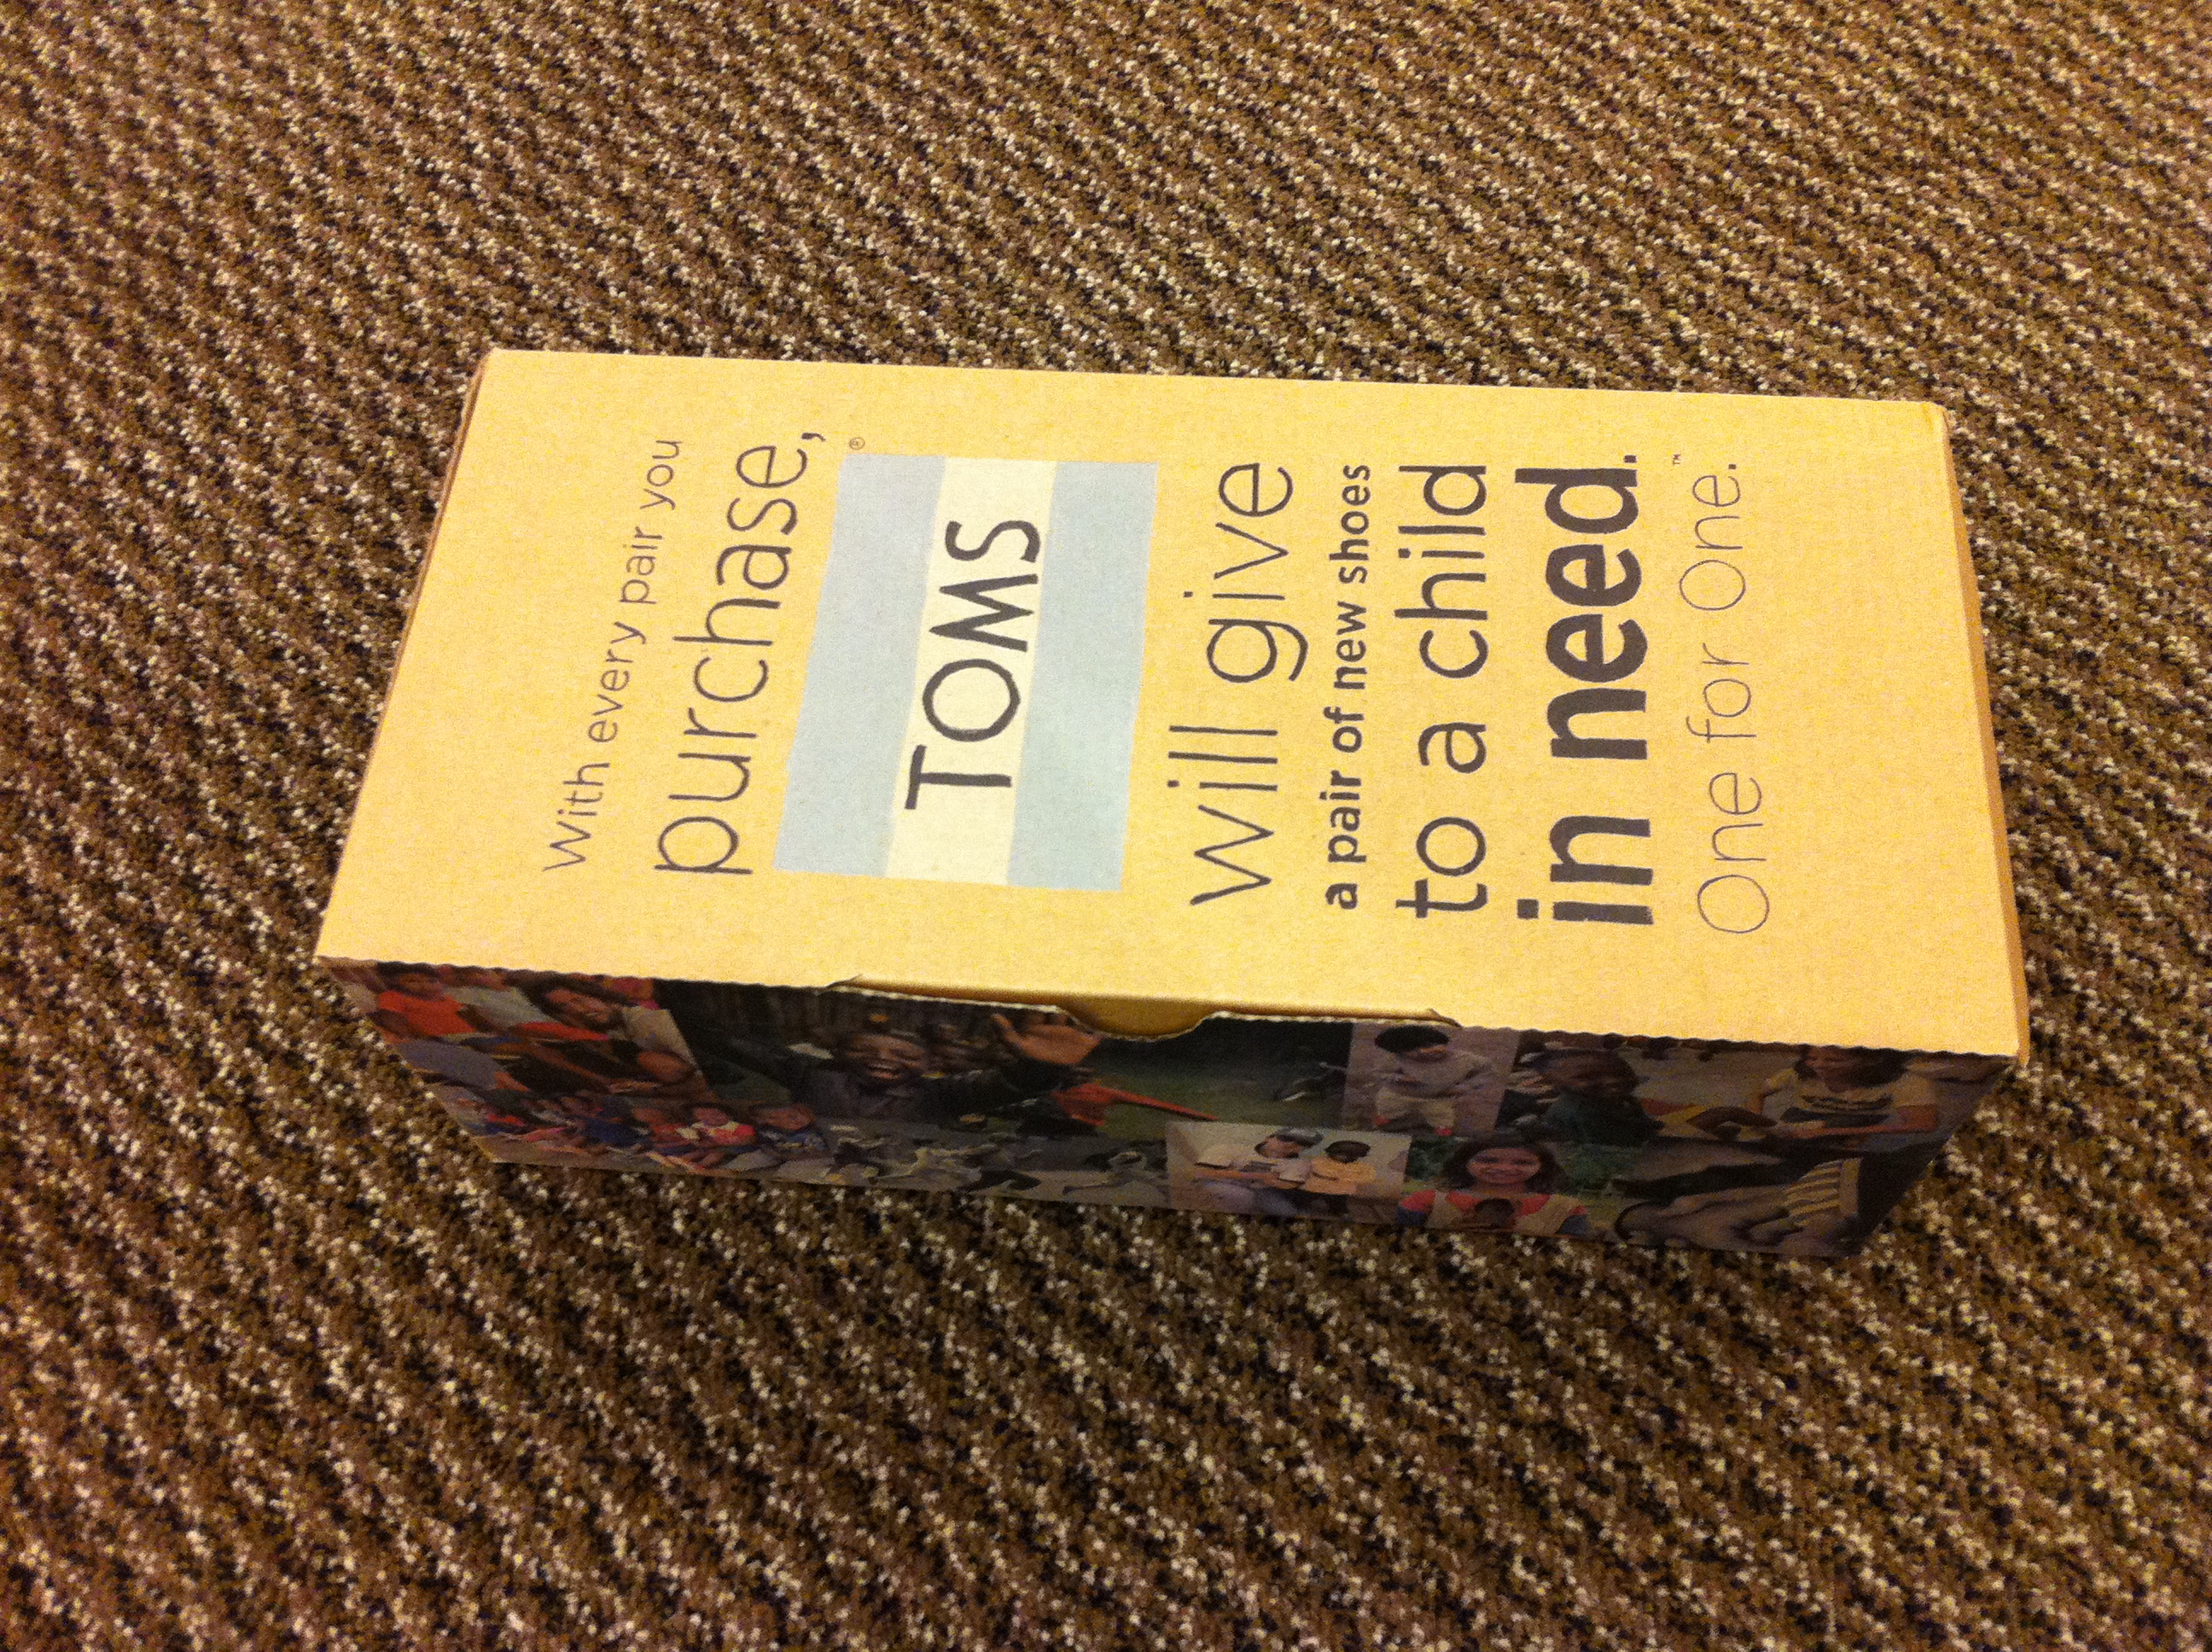 With every pair you
purchase,
TOMS®
will give
a pair of new shoes
to a child
in need.
One for One.™